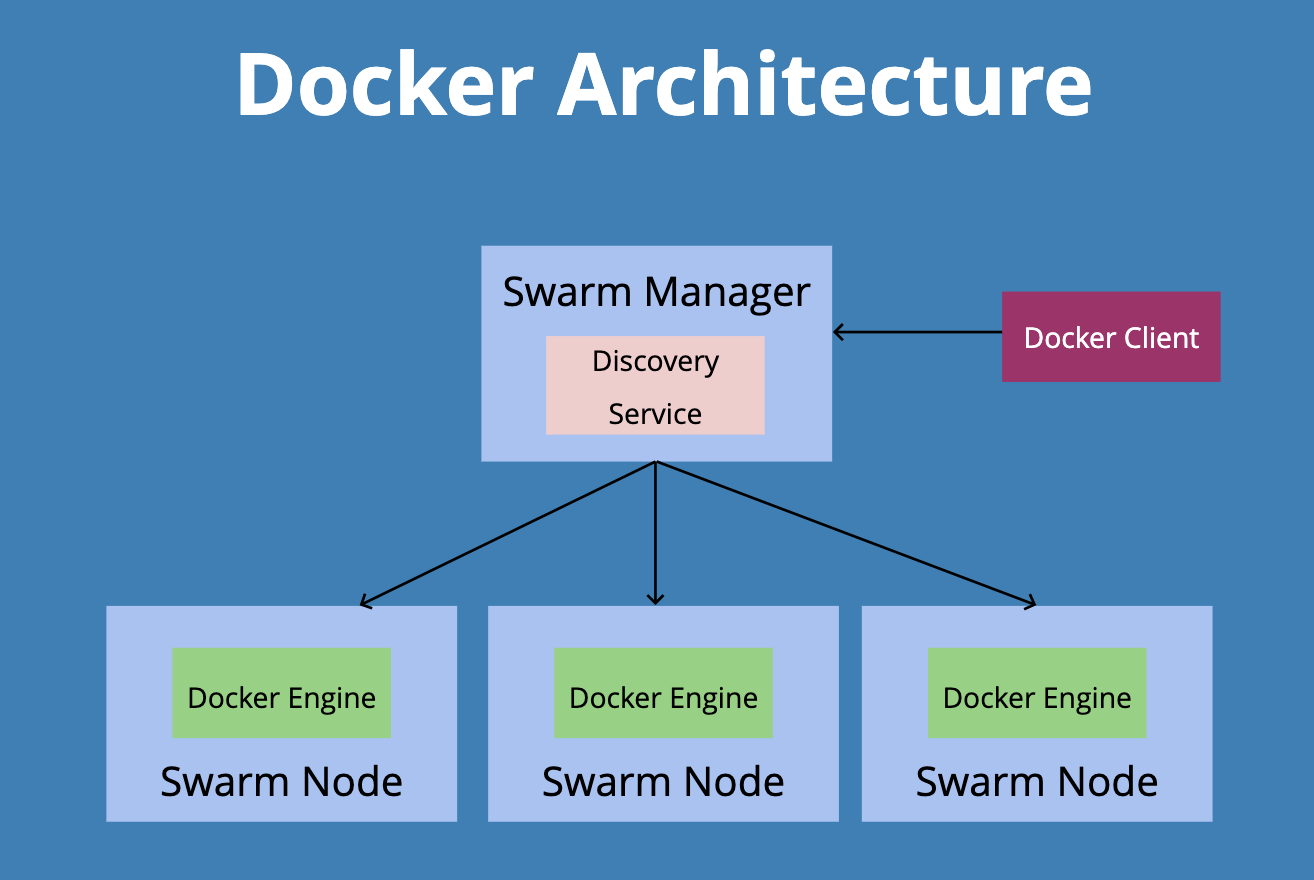 Docker Architecture
Swarm Manager
Discovery
Service
Docker Client
Docker Engine
Swarm Node
Docker Engine
Swarm Node
Docker Engine
Swarm Node